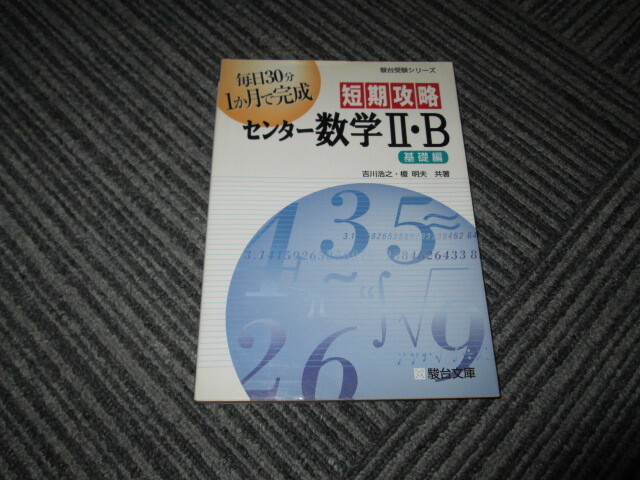 駿台受験シリーズ
毎日30分
1か月で完成
短期攻略
センター数学Ⅱ・B
基礎編
吉川浩之・榎 明夫 共著
駿台文庫